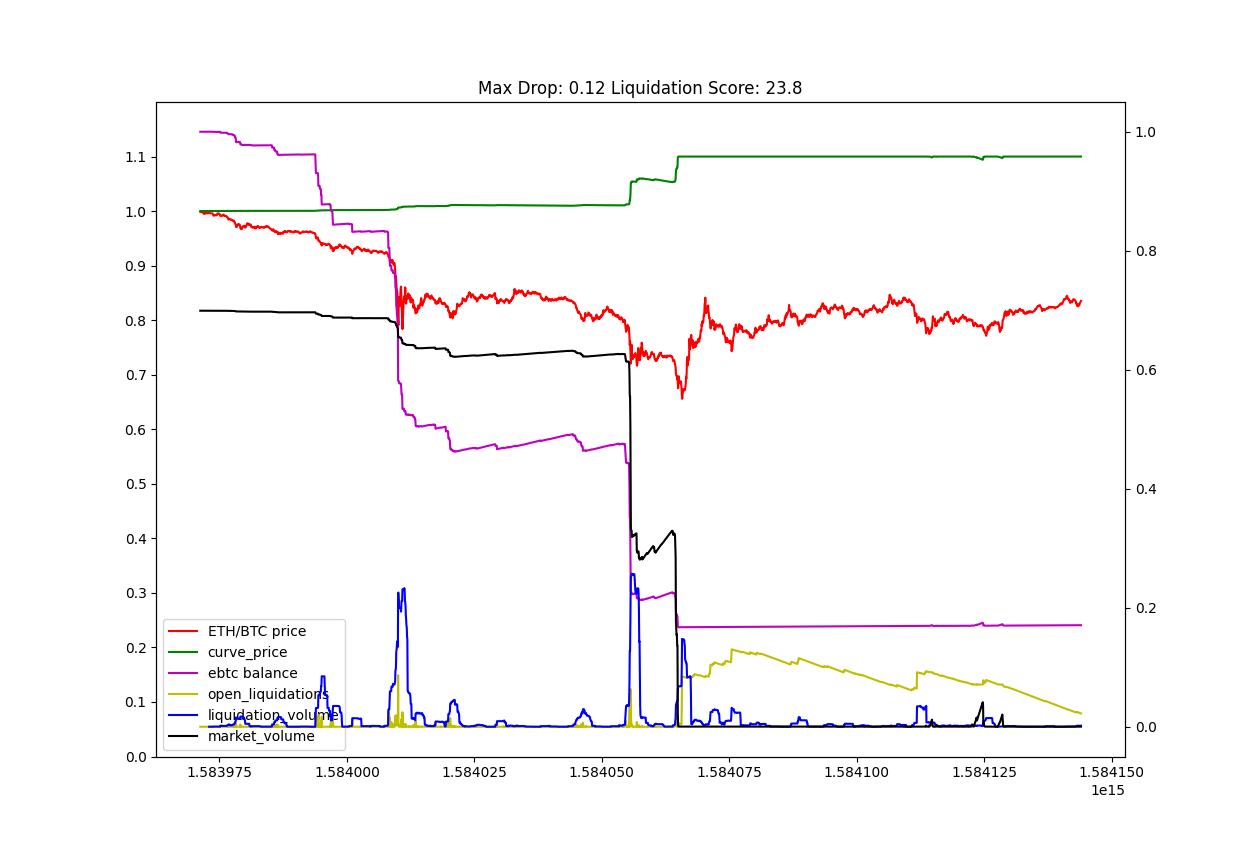 Max Drop: 0.12 Liquidation Score: 23.8
1.1
1.0
0.9
0.8
0.7
0.6
0.5
0.4
0.3
0.2
0.1
0.0
1.0
0.8
0.6
0.4
0.2
0.0
ETH/BTC price
curve_price
ebtc balance
open_liquidations
liquidation_volume
market_volume
1.583975 1.584000 1.584025 1.584050 1.584075 1.584100 1.584125 1.584150
1e15